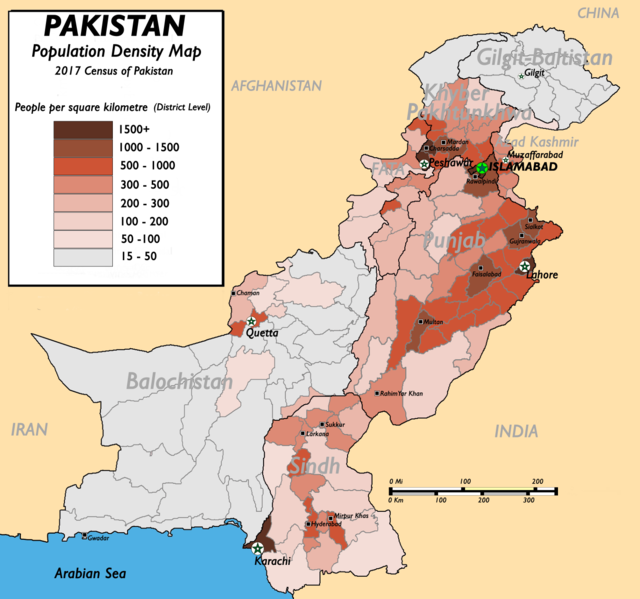 PAKISTAN
Population Density Map
2017 Census of Pakistan
People per square kilometre (District Level)
1500+
1000 - 1500
500 - 1000
300 - 500
200 - 300
100 - 200
50 -100
15 - 50
CHINA
Gilgit-Baltistan
Gilgit
AFGHANISTAN
Khyber
Pakhtunkhwa
Mardan
Charsadda
Azad Kashmir
Muzaffarabad
Peshawar
FATA
ISLAMABAD
Rawalpindi
Sialkot
Punjab
Gujranwala
Lahore
Faisalabad
Chaman
Quetta
Multan
Balochistan
RahimYar Khan
IRAN
INDIA
Sukkur
Larkana
Sindh
0 Mi 100 200
0 Km 100 200 300
Mirpur Khas
Hyderabad
Gwadar
Karachi
Arabian Sea